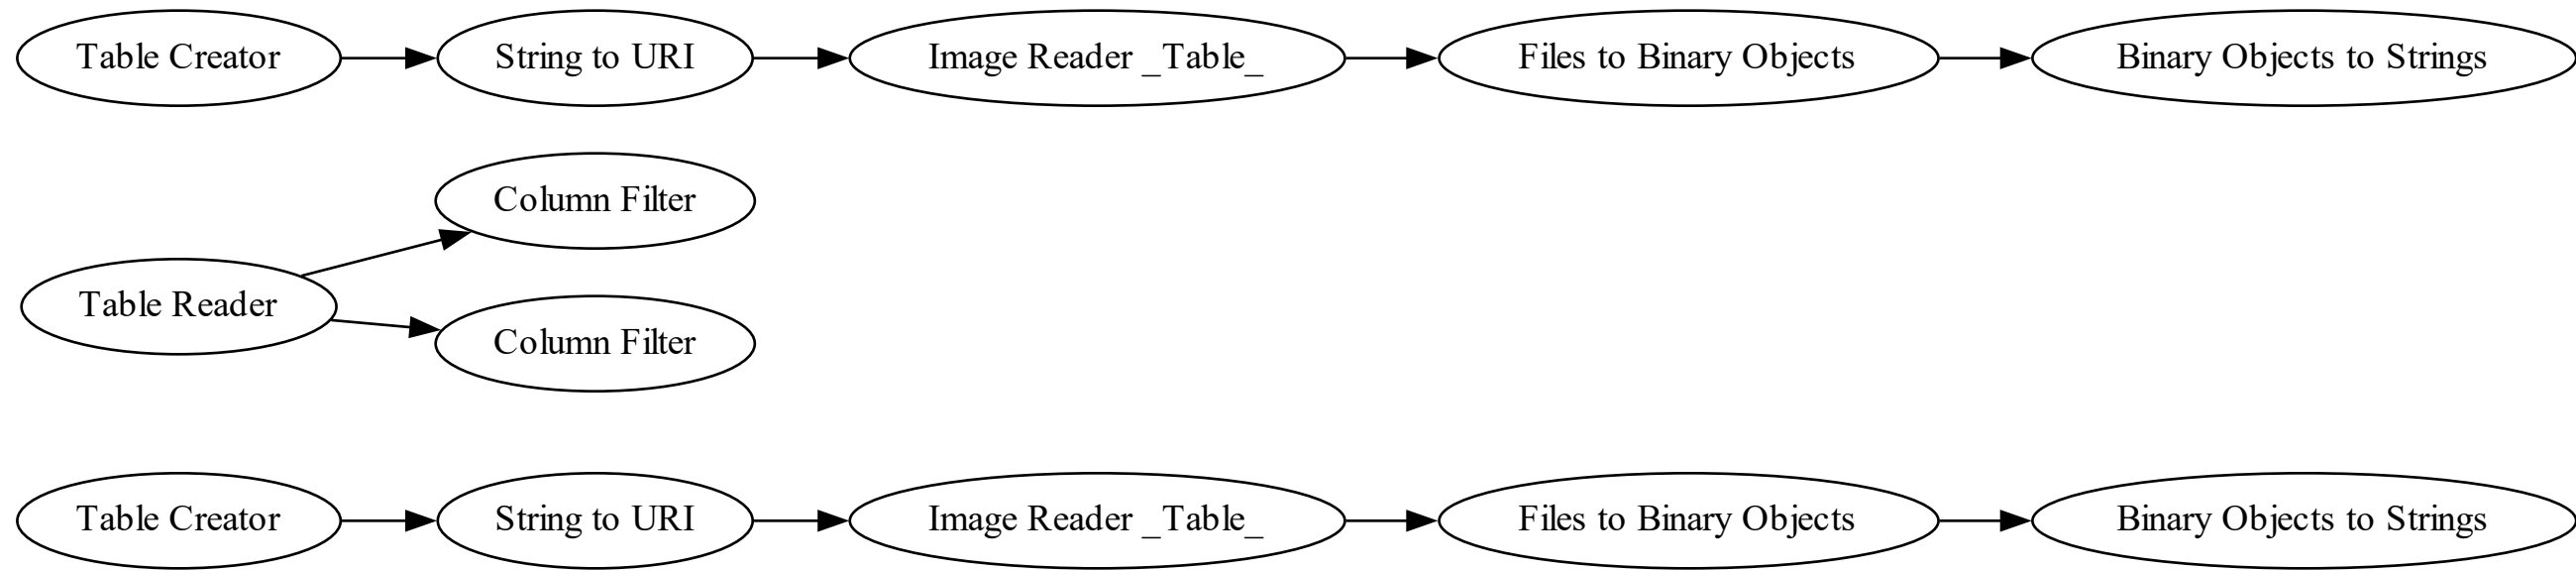 Table Creator
String to URI
Image Reader _Table_
Files to Binary Objects
Binary Objects to Strings
Column Filter
Table Reader
Column Filter
Table Creator
String to URI
Image Reader _Table_
Files to Binary Objects
Binary Objects to Strings